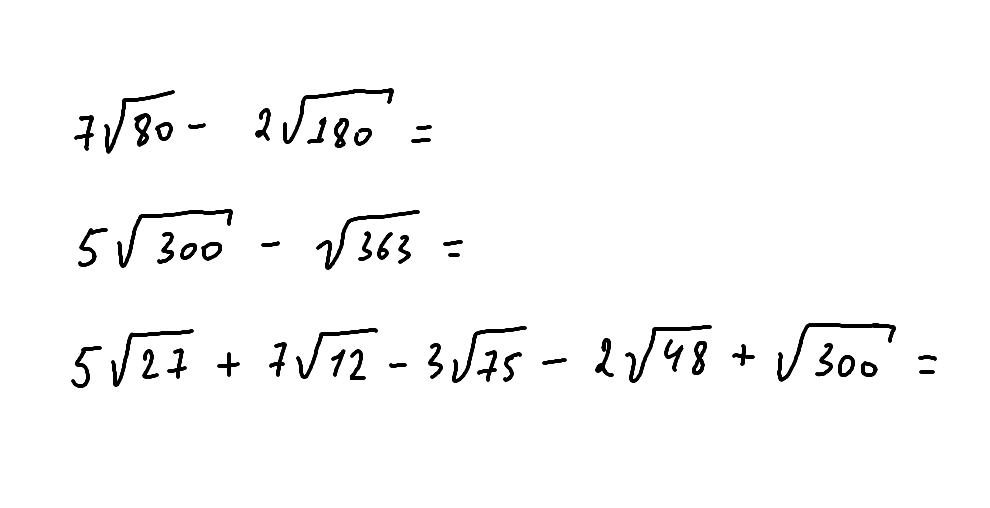 7√80 - 2√180 =
5√300 - √363 =
5√27 + 7√12 - 3√75 - 2√48 + √300 =